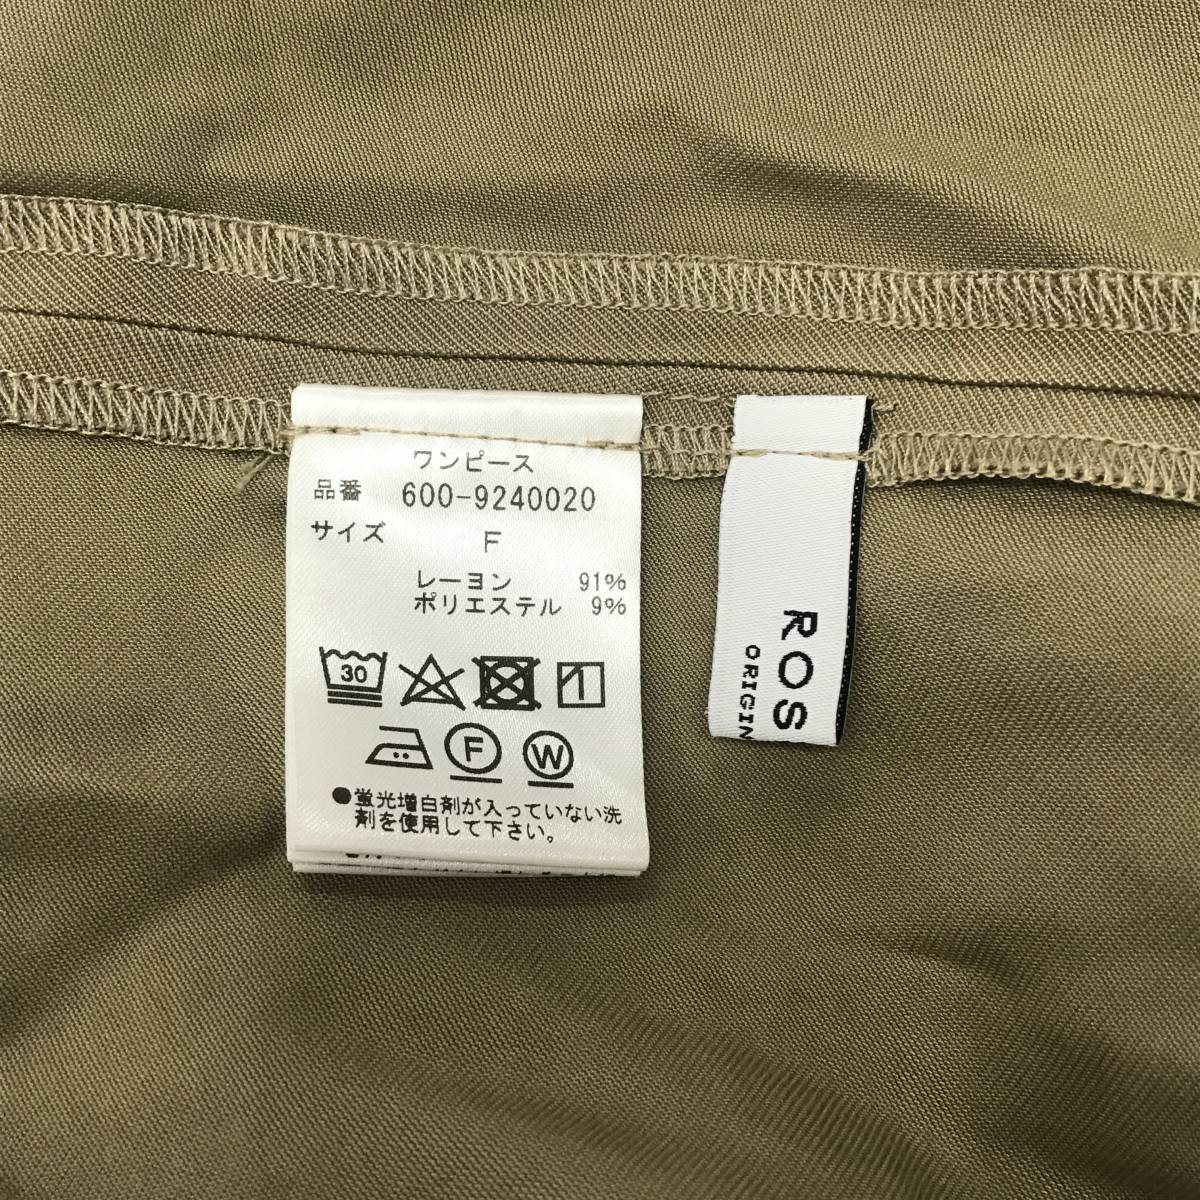 ワンピース
品番 600-9240020
サイズ F
レーヨン 91%
ポリエステル 9%
30
F W
●蛍光増白剤が入っていない洗
剤を使用して下さい。
ROS
ORIGIN